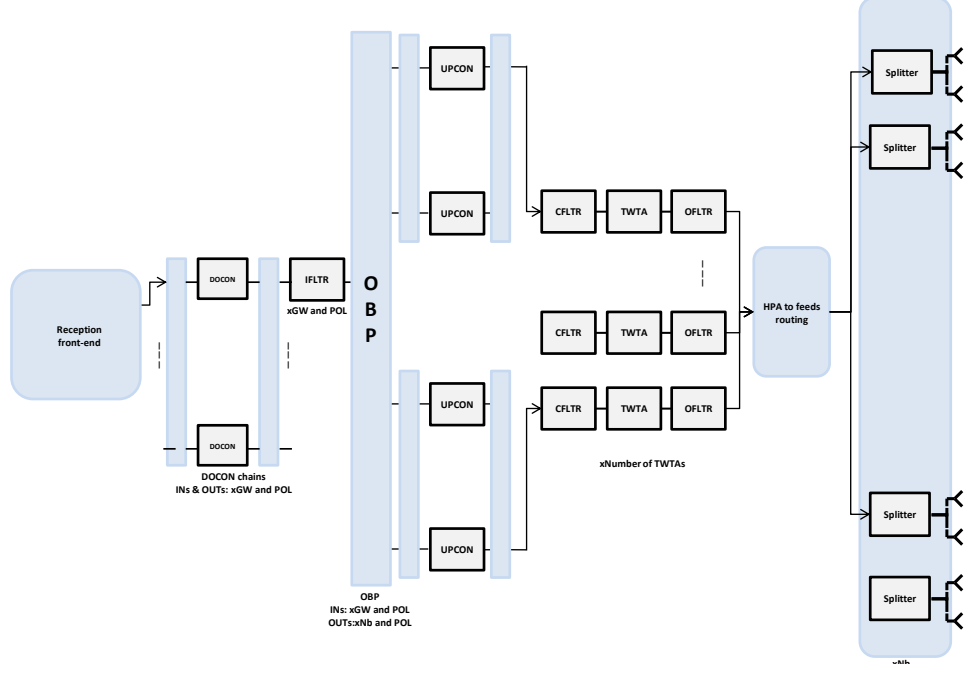 Reception
front-end
DOCON
DOCON
DOCON chains
INs & OUTs: xGW and POL
IFLTR
xGW and POL
O
B
P
OBP
INs: xGW and POL
OUTs:xNb and POL
UPCON
UPCON
UPCON
UPCON
CFLTR TWTA OFLTR
CFLTR TWTA OFLTR
CFLTR TWTA OFLTR
xNumber of TWTAs
HPA to feeds
routing
Splitter
Splitter
Splitter
Splitter
xNb